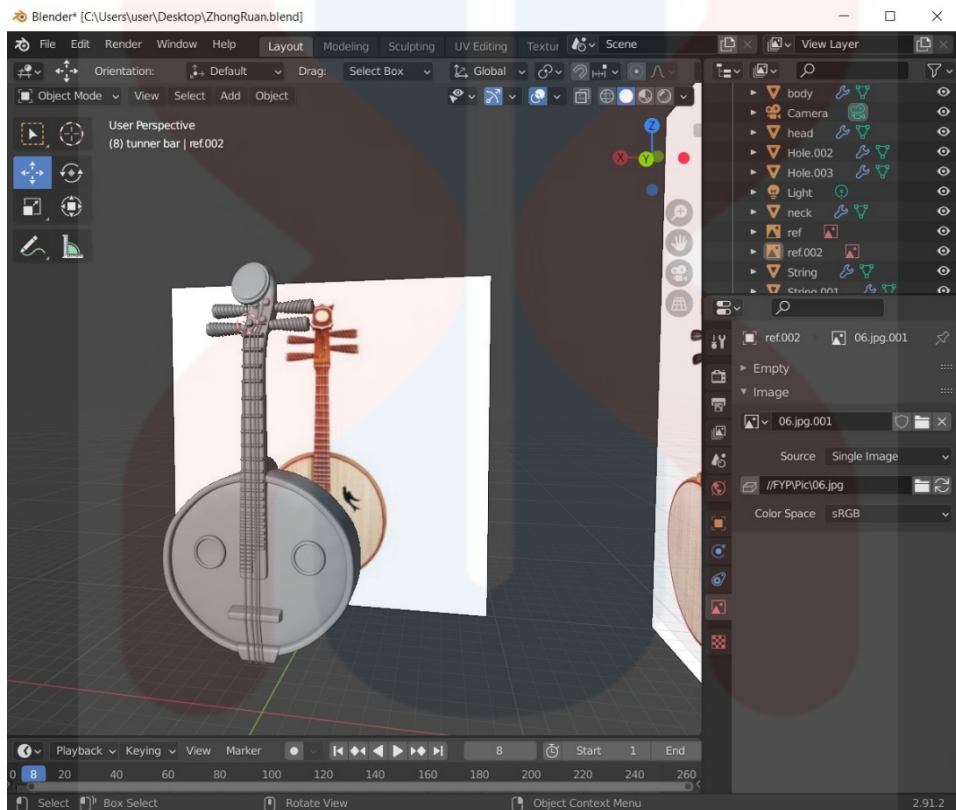 Blender* [C:\Users\user\Desktop\ZhongRuan.blend]
File Edit Render Window Help Layout Modeling Sculpting UV Editing Textur Scene View Layer
Orientation: Default Drag: Select Box Global
Object Mode View Select Add Object
User Perspective
(8) tunner bar | ref.002
Z
X
Y
body
Camera
head
Hole.002
Hole.003
Light
neck
ref
ref.002
String
String.001
ref.002 06.jpg.001
Empty
Image
06.jpg.001
Source Single Image
//FYP\Pic\06.jpg
Color Space sRGB
Playback Keying View Marker 8 Start 1 End
0 8 20 40 60 80 100 120 140 160 180 200 220 240 260
Select Box Select Rotate View Object Context Menu 2.91.2